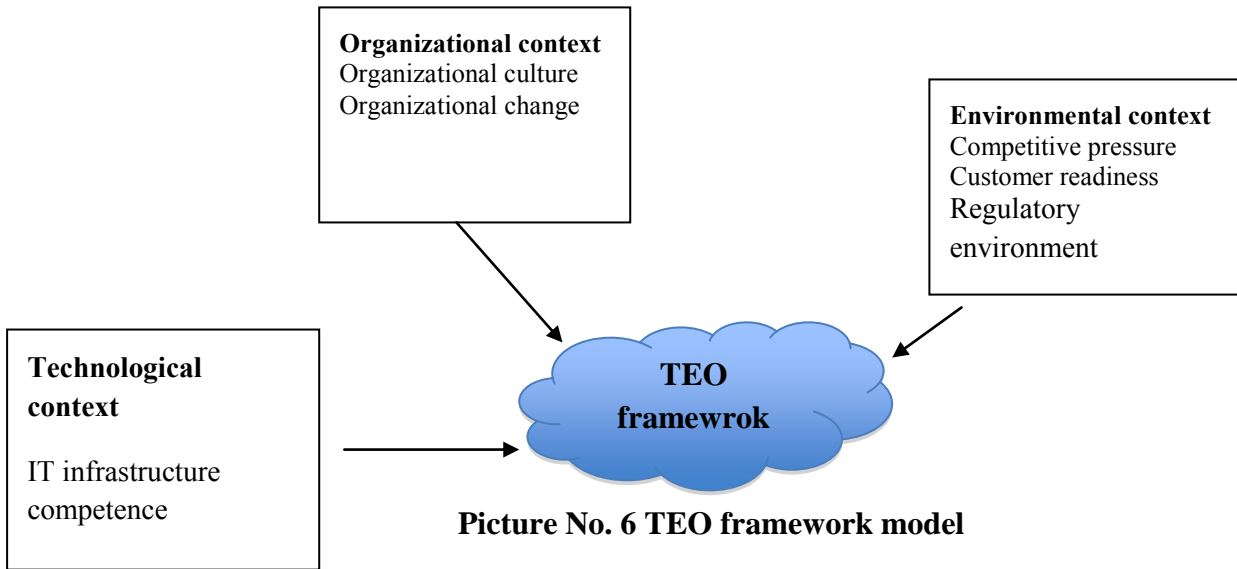 Organizational context
Organizational culture
Organizational change
Environmental context
Competitive pressure
Customer readiness
Regulatory
environment
Technological
context
IT infrastructure
competence
TEO
framewrok
Picture No. 6 TEO framework model